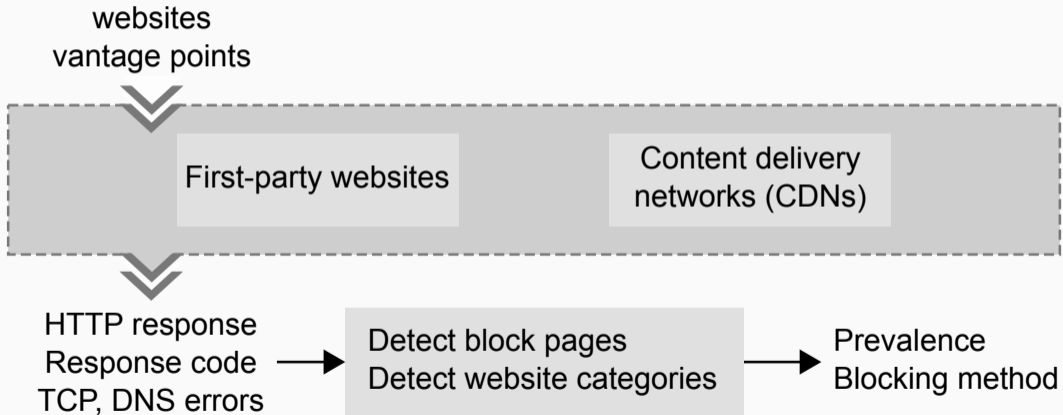 websites
vantage points
First-party websites
Content delivery
networks (CDNs)
HTTP response
Response code
TCP, DNS errors
Detect block pages
Detect website categories
Prevalence
Blocking method